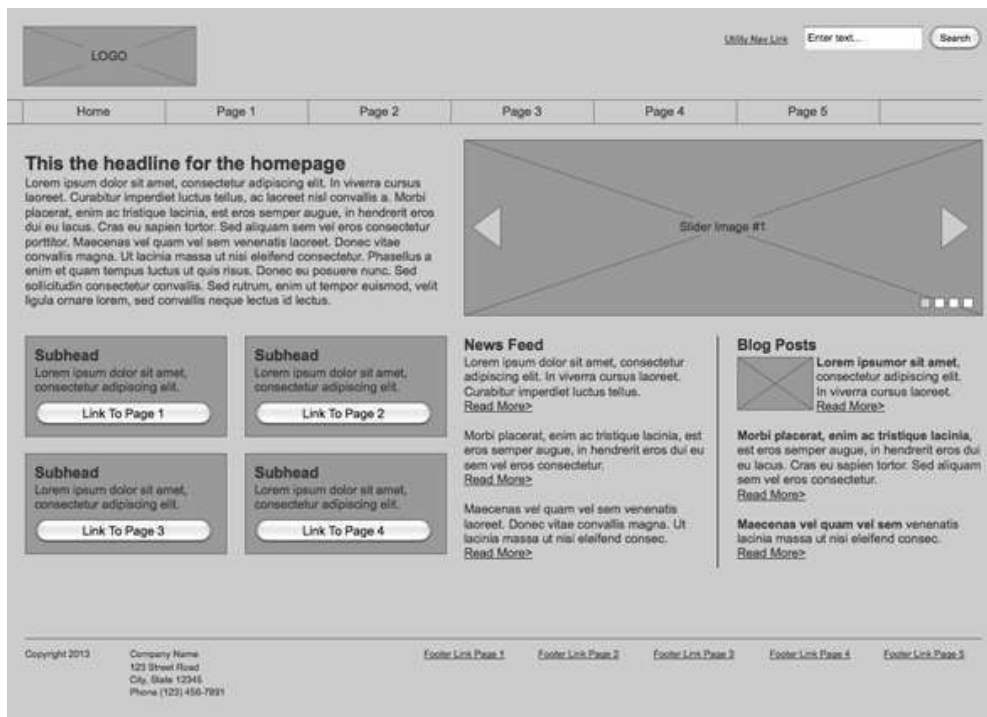 LOGO
Utility Nav Link
Enter text...
Search
Home
Page 1
Page 2
Page 3
Page 4
Page 5
This the headline for the homepage
Lorem ipsum dolor sit amet, consectetur adipiscing elit. In viverra cursus
laoreet. Curabitur imperdiet luctus tellus, ac laoreet nisl convallis a. Morbi
placerat, enim ac tristique lacinia, est eros semper augue, in hendrerit eros
dui eu lacus. Cras eu sapien tortor. Sed aliquam sem vel eros consectetur
porttitor. Maecenas vel quam vel sem venenatis laoreet. Donec vitae
convallis magna. Ut lacinia massa ut nisi eleifend consectetur. Phasellus a
enim et quam tempus luctus ut quis risus. Donec eu posuere nunc. Sed
sollicitudin consectetur convallis. Sed rutrum, enim ut tempor euismod, velit
ligula ornare lorem, sed convallis neque lectus id lectus.
Slider Image #1
Subhead
Lorem ipsum dolor sit amet,
consectetur adipiscing elit.
Link To Page 1
Subhead
Lorem ipsum dolor sit amet,
consectetur adipiscing elit.
Link To Page 2
Subhead
Lorem ipsum dolor sit amet,
consectetur adipiscing elit.
Link To Page 3
Subhead
Lorem ipsum dolor sit amet,
consectetur adipiscing elit.
Link To Page 4
News Feed
Lorem ipsum dolor sit amet, consectetur
adipiscing elit. In viverra cursus laoreet.
Curabitur imperdiet luctus tellus.
Read More>
Morbi placerat, enim ac tristique lacinia, est
eros semper augue, in hendrerit eros dui eu
sem vel eros consectetur.
Read More>
Maecenas vel quam vel sem venenatis
laoreet. Donec vitae convallis magna. Ut
lacinia massa ut nisi eleifend consec.
Read More>
Blog Posts
Lorem ipsumor sit amet,
consectetur adipiscing elit.
In viverra cursus laoreet.
Read More>
Morbi placerat, enim ac tristique lacinia,
est eros semper augue, in hendrerit eros dui
eu lacus. Cras eu sapien tortor. Sed aliquam
sem vel eros consectetur.
Read More>
Maecenas vel quam vel sem venenatis
lacinia massa ut nisi eleifend consec.
Read More>
Copyright 2013
Company Name
123 Street Road
City, State 12345
Phone (123) 456-7891
Footer Link Page 1
Footer Link Page 2
Footer Link Page 3
Footer Link Page 4
Footer Link Page 5